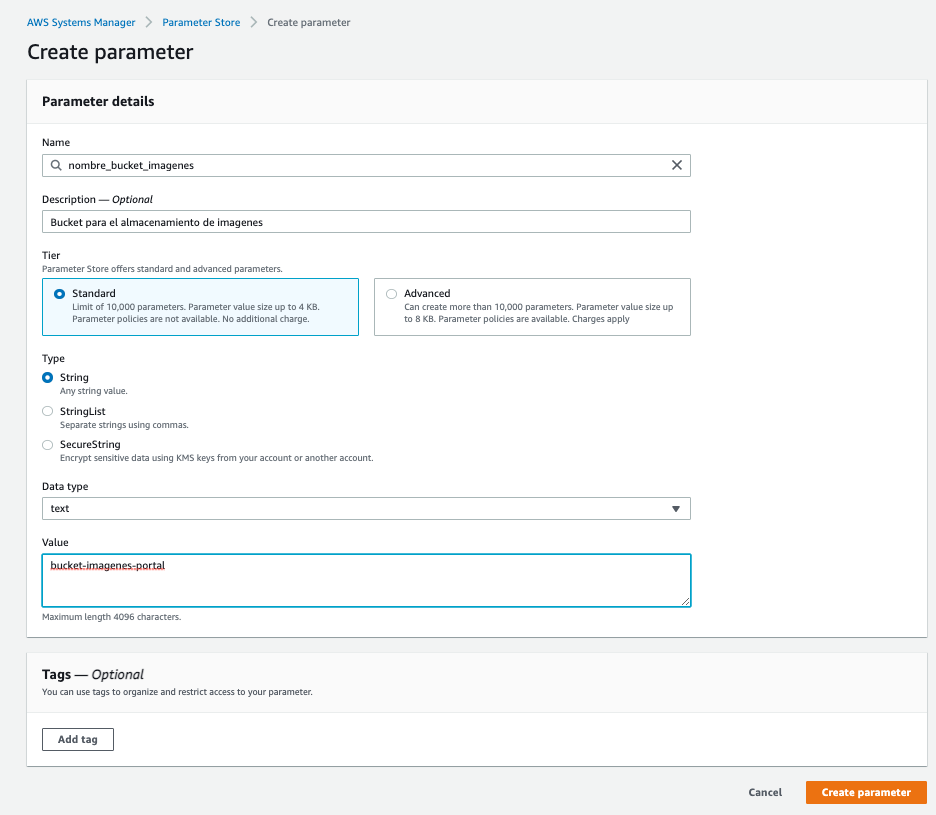 AWS Systems Manager > Parameter Store > Create parameter
Create parameter
Parameter details
Name
nombre_bucket_imagenes
Description — Optional
Bucket para el almacenamiento de imagenes
Tier
Parameter Store offers standard and advanced parameters.
Standard
Limit of 10,000 parameters. Parameter value size up to 4 KB.
Parameter policies are not available. No additional charge.
Advanced
Can create more than 10,000 parameters. Parameter value size up
to 8 KB. Parameter policies are available. Charges apply
Type
String
Any string value.
StringList
Separate strings using commas.
SecureString
Encrypt sensitive data using KMS keys from your account or another account.
Data type
text
Value
bucket-imagenes-portal
Maximum length 4096 characters.
Tags — Optional
You can use tags to organize and restrict access to your parameter.
Add tag
Cancel
Create parameter